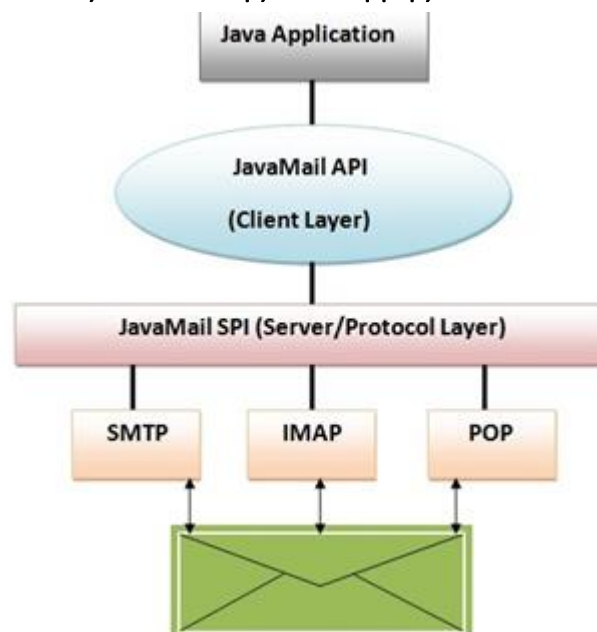 Java Application
JavaMail API
(Client Layer)
JavaMail SPI (Server/Protocol Layer)
SMTP
IMAP
POP